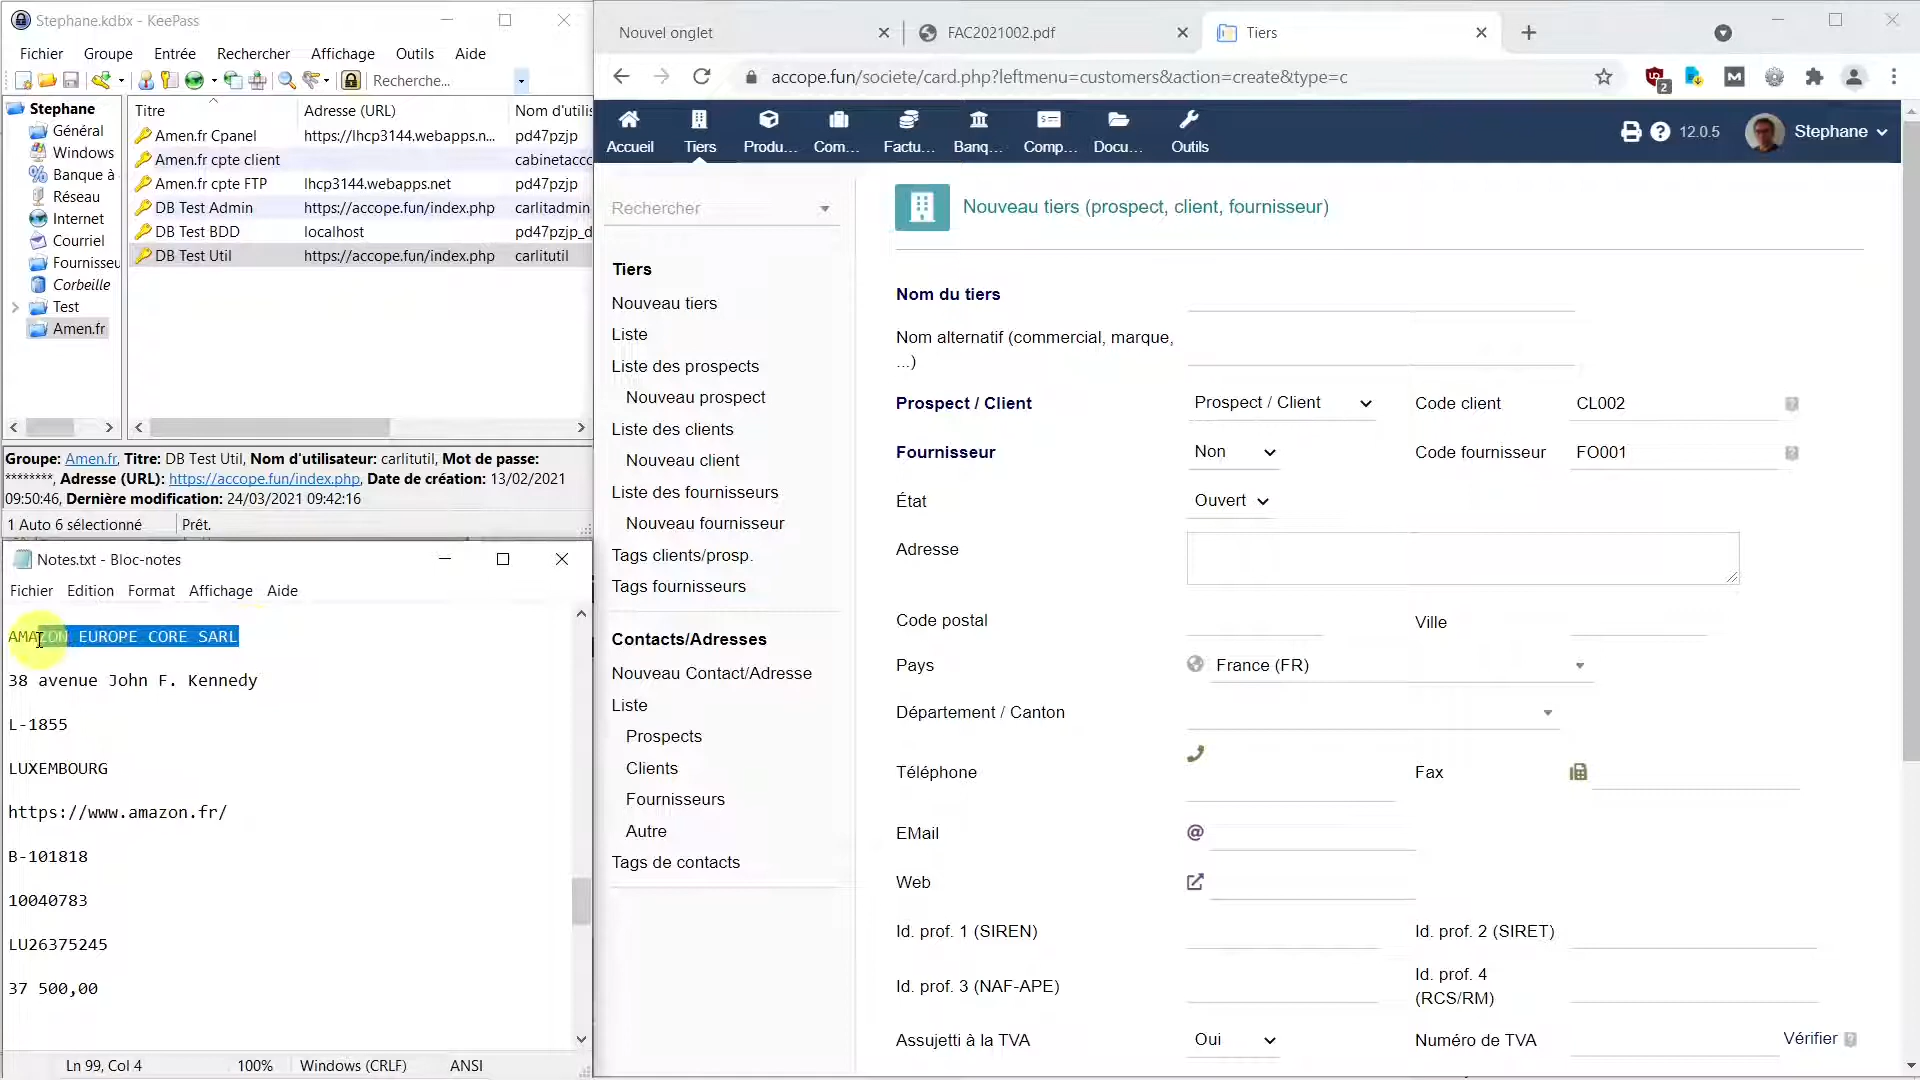 Stephane.kdbx - KeePass
Fichier Groupe Entrée Rechercher Affichage Outils Aide
Recherche...
Stephane
Général
Windows
Banque à
Réseau
Internet
Courriel
Fournisseu
Corbeille
Test
Amen.fr
Titre Adresse (URL) Nom d'utilis
Amen.fr Cpanel https://lhcp3144.webapps.n... pd47pzjp
Amen.fr cpte client cabinetaccc
Amen.fr cpte FTP lhcp3144.webapps.net pd47pzjp
DB Test Admin https://accope.fun/index.php carlitadmin
DB Test BDD localhost pd47pzjp_d
DB Test Util https://accope.fun/index.php carlitutil
Groupe: Amen.fr, Titre: DB Test Util, Nom d'utilisateur: carlitutil, Mot de passe:
********, Adresse (URL): https://accope.fun/index.php, Date de création: 13/02/2021
09:50:46, Dernière modification: 24/03/2021 09:42:16
1 Auto 6 sélectionné Prêt.
Notes.txt - Bloc-notes
Fichier Edition Format Affichage Aide
AMAZON EUROPE CORE SARL
38 avenue John F. Kennedy
L-1855
LUXEMBOURG
https://www.amazon.fr/
B-101818
10040783
LU26375245
37 500,00
Ln 99, Col 4 100% Windows (CRLF) ANSI
Nouvel onglet FAC2021002.pdf Tiers
accope.fun/societe/card.php?leftmenu=customers&action=create&type=c
2
Accueil Tiers Produ... Com... Factu... Banq... Comp... Docu... Outils
12.0.5 Stephane
Rechercher
Tiers
Nouveau tiers
Liste
Liste des prospects
Nouveau prospect
Liste des clients
Nouveau client
Liste des fournisseurs
Nouveau fournisseur
Tags clients/prosp.
Tags fournisseurs
Contacts/Adresses
Nouveau Contact/Adresse
Liste
Prospects
Clients
Fournisseurs
Autre
Tags de contacts
Nouveau tiers (prospect, client, fournisseur)
Nom du tiers
Nom alternatif (commercial, marque,
...)
Prospect / Client Prospect / Client Code client CL002
Fournisseur Non Code fournisseur FO001
État Ouvert
Adresse
Code postal Ville
Pays France (FR)
Département / Canton
Téléphone Fax
EMail @
Web
Id. prof. 1 (SIREN) Id. prof. 2 (SIRET)
Id. prof. 3 (NAF-APE) Id. prof. 4
(RCS/RM)
Assujetti à la TVA Oui Numéro de TVA Vérifier